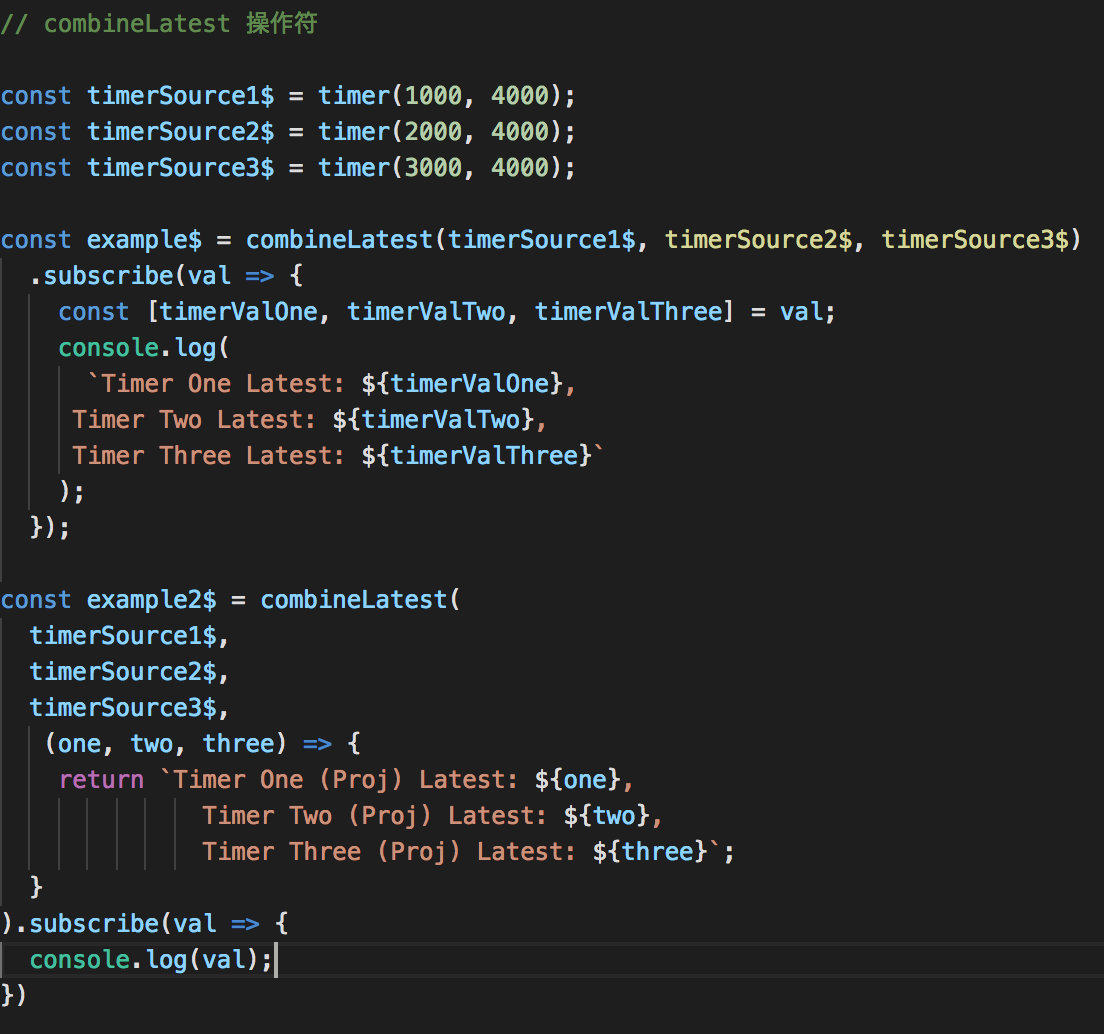 // combineLatest 操作符
const timerSource1$ = timer(1000, 4000);
const timerSource2$ = timer(2000, 4000);
const timerSource3$ = timer(3000, 4000);
const example$ = combineLatest(timerSource1$, timerSource2$, timerSource3$)
  .subscribe(val => {
    const [timerValOne, timerValTwo, timerValThree] = val;
    console.log(
      `Timer One Latest: ${timerValOne},
     Timer Two Latest: ${timerValTwo},
     Timer Three Latest: ${timerValThree}`
    );
  });
const example2$ = combineLatest(
  timerSource1$,
  timerSource2$,
  timerSource3$,
   (one, two, three) => {
    return `Timer One (Proj) Latest: ${one},
              Timer Two (Proj) Latest: ${two},
              Timer Three (Proj) Latest: ${three}`;
  }
).subscribe(val => {
  console.log(val);
})